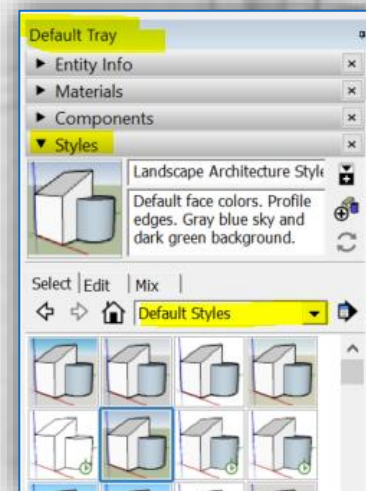 Default Tray
Entity Info
Materials
Components
Styles
Landscape Architecture Style
Default face colors. Profile
edges. Gray blue sky and
dark green background.
Select Edit Mix
Default Styles